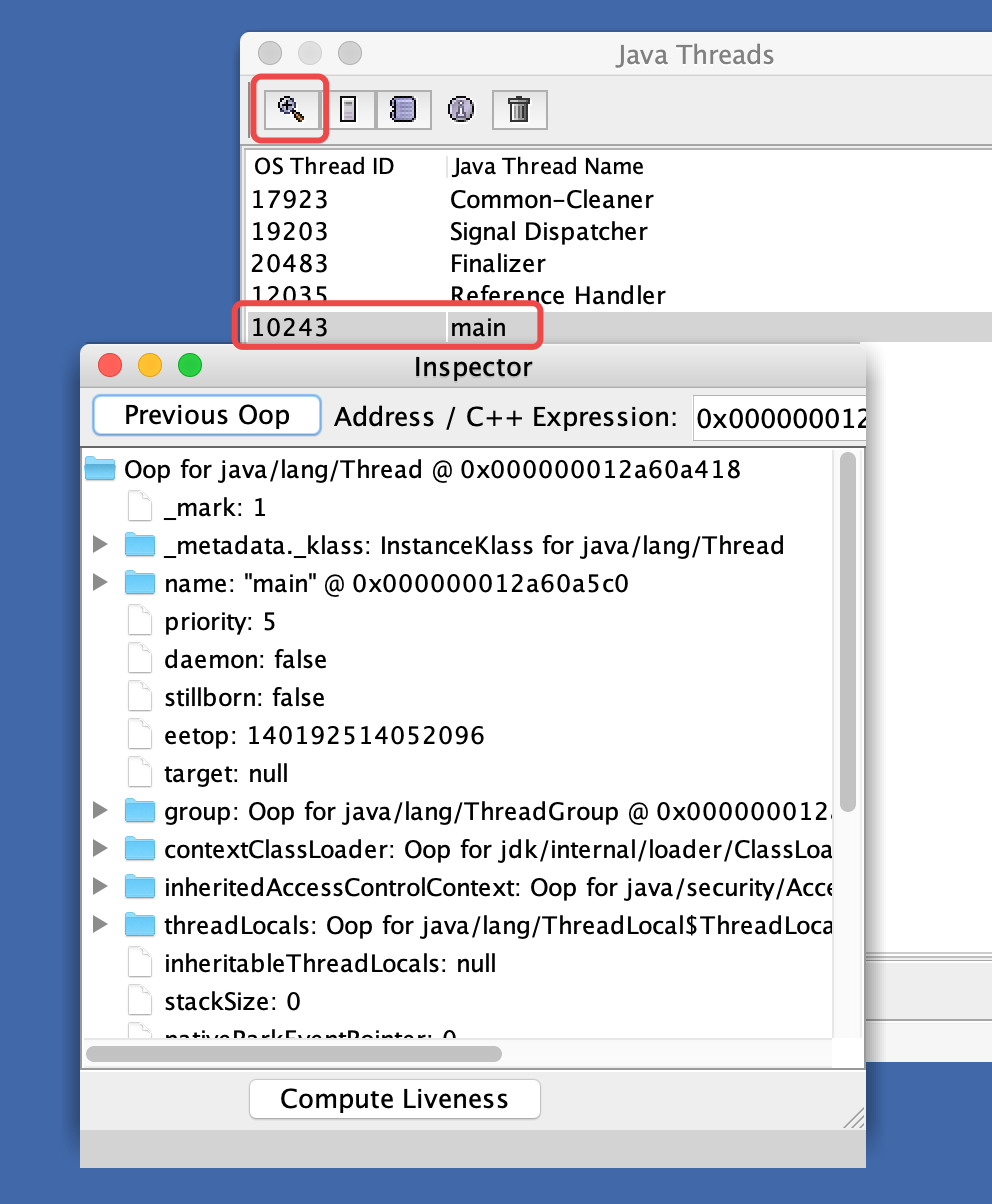 Java Threads
OS Thread ID Java Thread Name
17923 Common-Cleaner
19203 Signal Dispatcher
20483 Finalizer
12035 Reference Handler
10243 main
Inspector
Previous Oop Address / C++ Expression: 0x000000012
Oop for java/lang/Thread @ 0x000000012a60a418
_mark: 1
_metadata._klass: InstanceKlass for java/lang/Thread
name: "main" @ 0x000000012a60a5c0
priority: 5
daemon: false
stillborn: false
eetop: 140192514052096
target: null
group: Oop for java/lang/ThreadGroup @ 0x000000012
contextClassLoader: Oop for jdk/internal/loader/ClassLoa
inheritedAccessControlContext: Oop for java/security/Acce
threadLocals: Oop for java/lang/ThreadLocal$ThreadLoca
inheritableThreadLocals: null
stackSize: 0
nativeParkEventPointer: 0
Compute Liveness